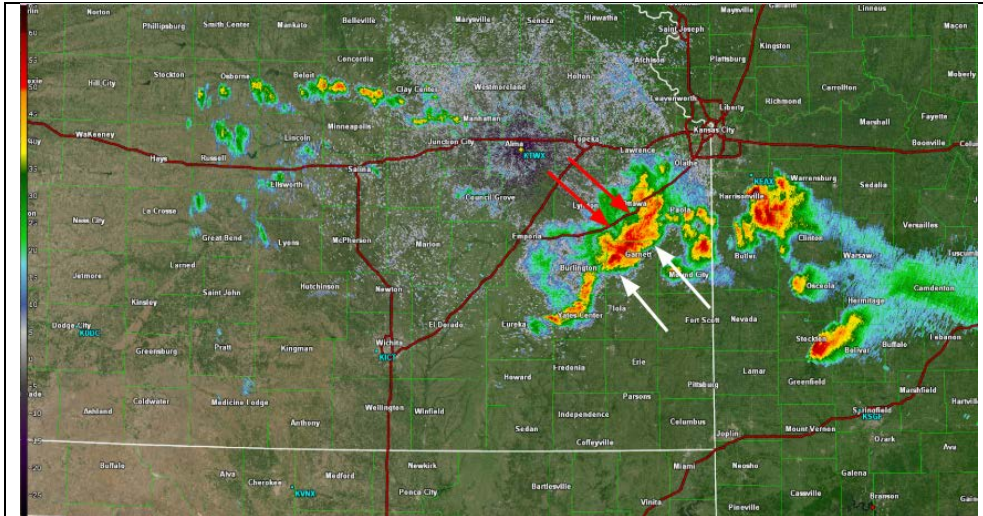 Norton
Smith Center
Mankato
Belleville
Marysville
Seneca
Hiawatha
Maysville
Gallatin
Linneus
Phillipsburg
Saint Joseph
Kingston
Macon
Concordia
Atchison
Plattsburg
Hill City
Stockton
Osborne
Beloit
Clay Center
Westmoreland
Holton
Moberly
Carrollton
Leavenworth
Liberty
Richmond
Minneapolis
Manhattan
Marshall
Fayette
WaKeeney
Lincoln
Junction City
Alma
Topeka
Kansas City
Boonville
KTWX
Lawrence
Hays
Russell
Salina
Olathe
Ellsworth
Council Grove
KEAX
Warrensburg
Sedalia
La Crosse
Harrisonville
Ness City
Paola
Great Bend
Lyons
McPherson
Marion
Emporia
Versailles
Clinton
Butler
Garnett
Warsaw
Jetmore
Larned
Burlington
Mound City
Tuscumb
Hutchinson
Newton
Osceola
Camdenton
Kinsley
Saint John
Hermitage
Iola
Yates Center
Dodge City
KDDC
El Dorado
Eureka
Fort Scott
Nevada
Stockton
Buffalo
Lebanon
Greensburg
Pratt
Kingman
Wichita
KICT
Bolivar
Fredonia
Erie
Lamar
Howard
Greenfield
Pittsburg
Marshfield
Coldwater
Medicine Lodge
Parsons
Ashland
Wellington
Winfield
Independence
Columbus
Springfield
KSGF
Hartvil
Anthony
Sedan
Mount Vernon
Joplin
Coffeyville
Ozark
Ava
Buffalo
Alva
Medford
Newkirk
Miami
Neosho
Cherokee
Galena
KVNX
Ponca City
Bartlesville
Cassville
Branson
Vinita
Pineville
Gaine